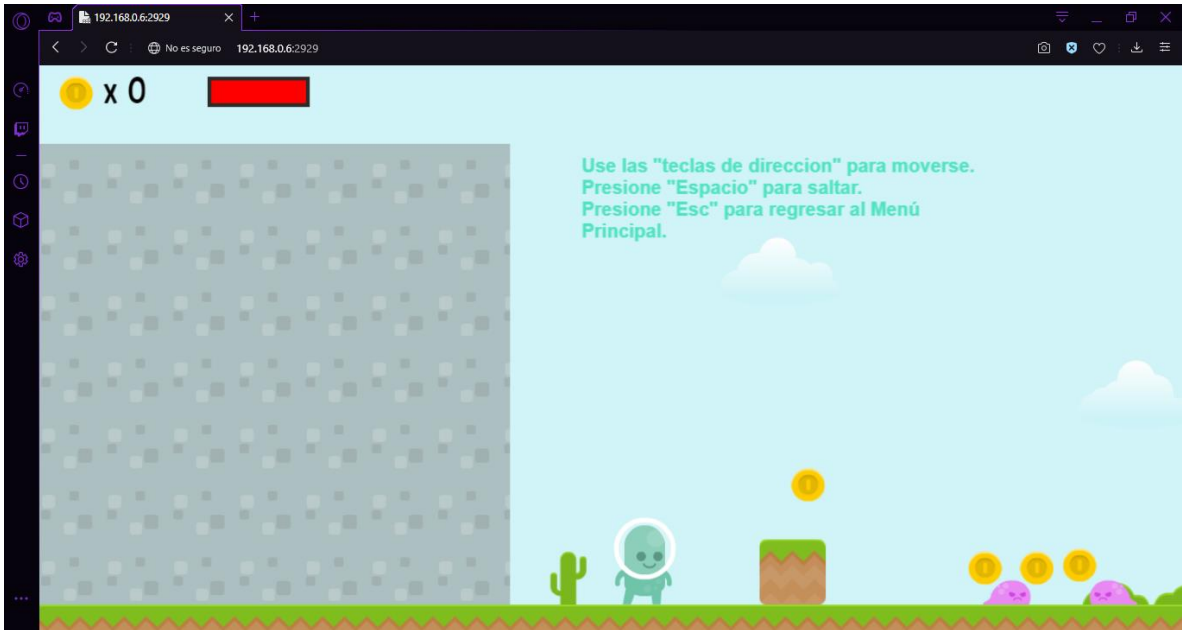 192.168.0.6:2929
No es seguro 192.168.0.6:2929
x 0
Use las "teclas de direccion" para moverse.
Presione "Espacio" para saltar.
Presione "Esc" para regresar al Menú
Principal.